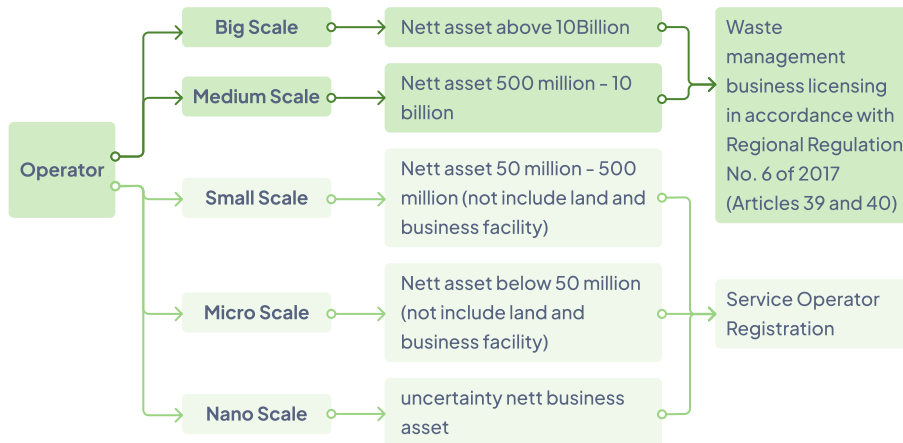 Operator
Big Scale
Nett asset above 10Billion
Medium Scale
Nett asset 500 million - 10
billion
Waste
management
business licensing
in accordance with
Regional Regulation
No. 6 of 2017
(Articles 39 and 40)
Small Scale
Nett asset 50 million - 500
million (not include land and
business facility)
Micro Scale
Nett asset below 50 million
(not include land and
business facility)
Nano Scale
uncertainty nett business
asset
Service Operator
Registration